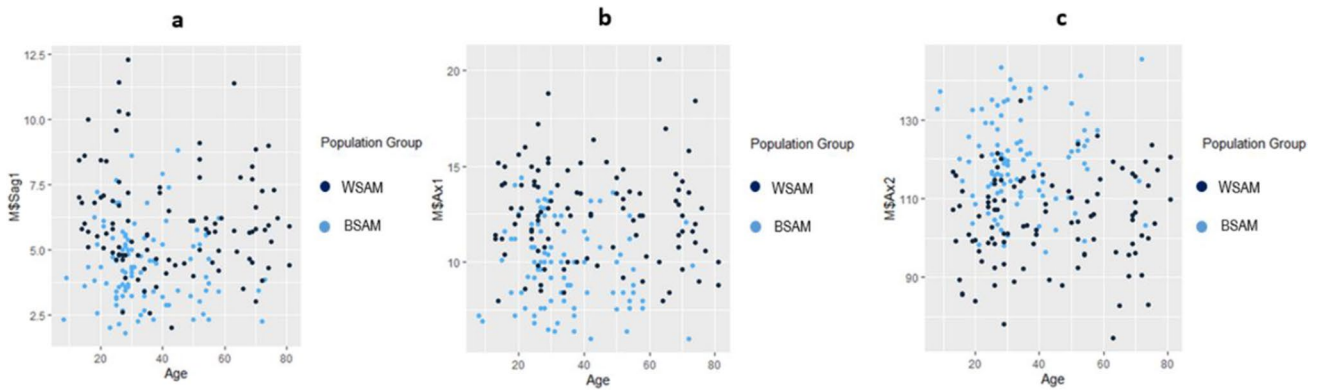 a
12.5
10.0
7.5
5.0
2.5
M$Sag1
20 40 60 80
Age
Population Group
WSAM
BSAM
b
20
15
10
M$Ax1
20 40 60 80
Age
Population Group
WSAM
BSAM
c
130
110
90
M$Ax2
20 40 60 80
Age
Population Group
WSAM
BSAM